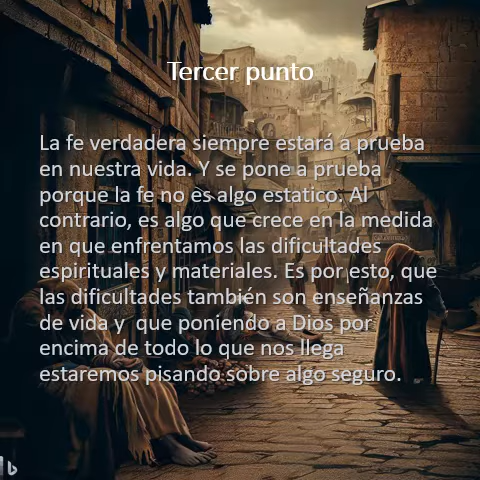 Tercer punto
La fe verdadera siempre estará a prueba
en nuestra vida. Y se pone a prueba
porque la fe no es algo estatico. Al
contrario, es algo que crece en la medida
en que enfrentamos las dificultades
espirituales y materiales. Es por esto, que
las dificultades también son enseñanzas
de vida y  que poniendo a Dios por
encima de todo lo que nos llega
estaremos pisando sobre algo seguro.